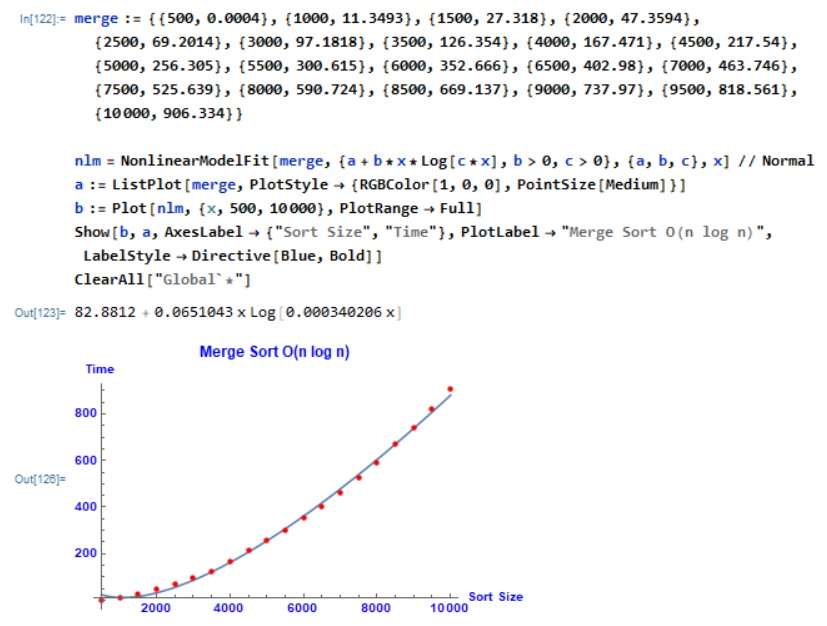 In[122]:= merge := {{500, 0.0004}, {1000, 11.3493}, {1500, 27.318}, {2000, 47.3594},
{2500, 69.2014}, {3000, 97.1818}, {3500, 126.354}, {4000, 167.471}, {4500, 217.54},
{5000, 256.305}, {5500, 300.615}, {6000, 352.666}, {6500, 402.98}, {7000, 463.746},
{7500, 525.639}, {8000, 590.724}, {8500, 669.137}, {9000, 737.97}, {9500, 818.561},
{10000, 906.334}}
nlm = NonlinearModelFit[merge, {a + b * x * Log[c * x], b > 0, c > 0}, {a, b, c}, x] // Normal
a := ListPlot[merge, PlotStyle → {RGBColor[1, 0, 0], PointSize[Medium]}]
b := Plot[nlm, {x, 500, 10000}, PlotRange → Full]
Show[b, a, AxesLabel → {"Sort Size", "Time"}, PlotLabel → "Merge Sort O(n log n)",
LabelStyle → Directive[Blue, Bold]]
ClearAll["Global`*"]
Out[123]= 82.8812 + 0.0651043 x Log[0.000340206 x]
Merge Sort O(n log n)
Time
800
600
Out[126]=
400
200
2000 4000 6000 8000 10000 Sort Size